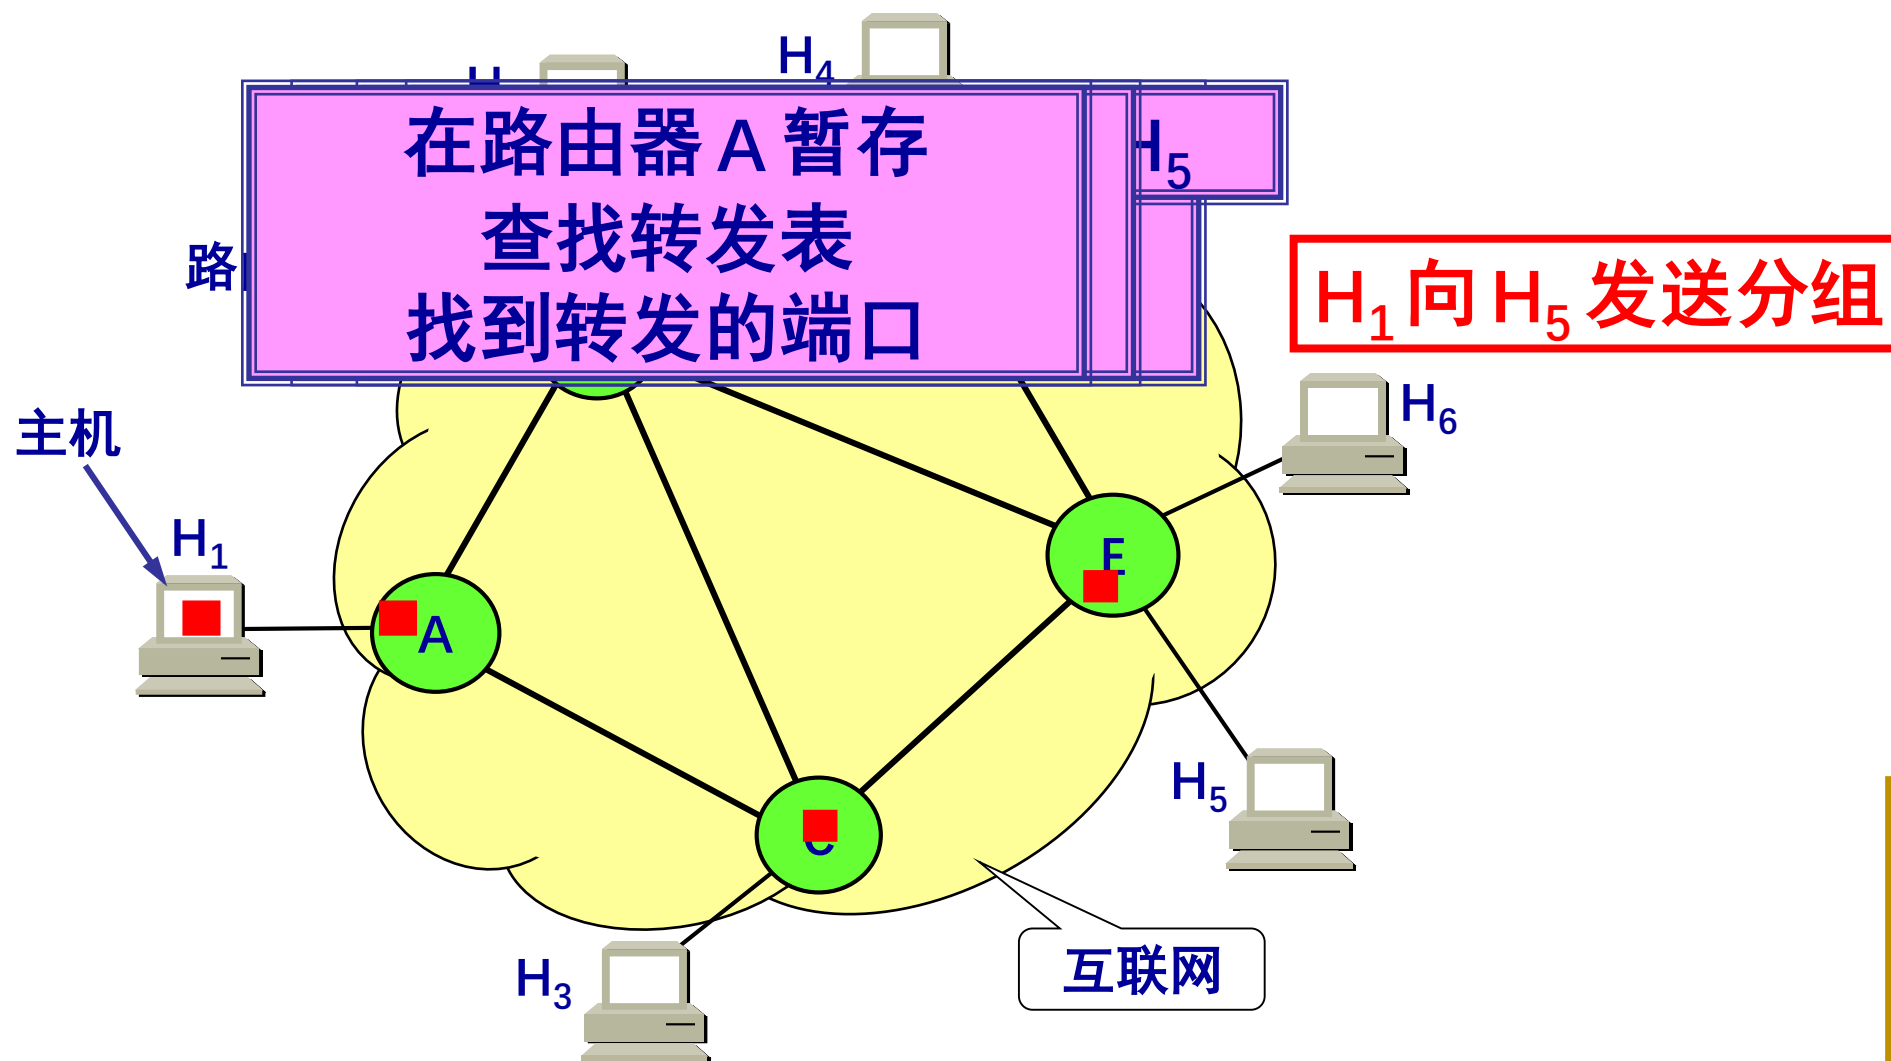 H₄
H
在路由器 A 暂存
H₅
查找转发表
路
找到转发的端口
H₁ 向 H₅ 发送分组
H₆
主机
H₁
E
A
H₅
C
互联网
H₃